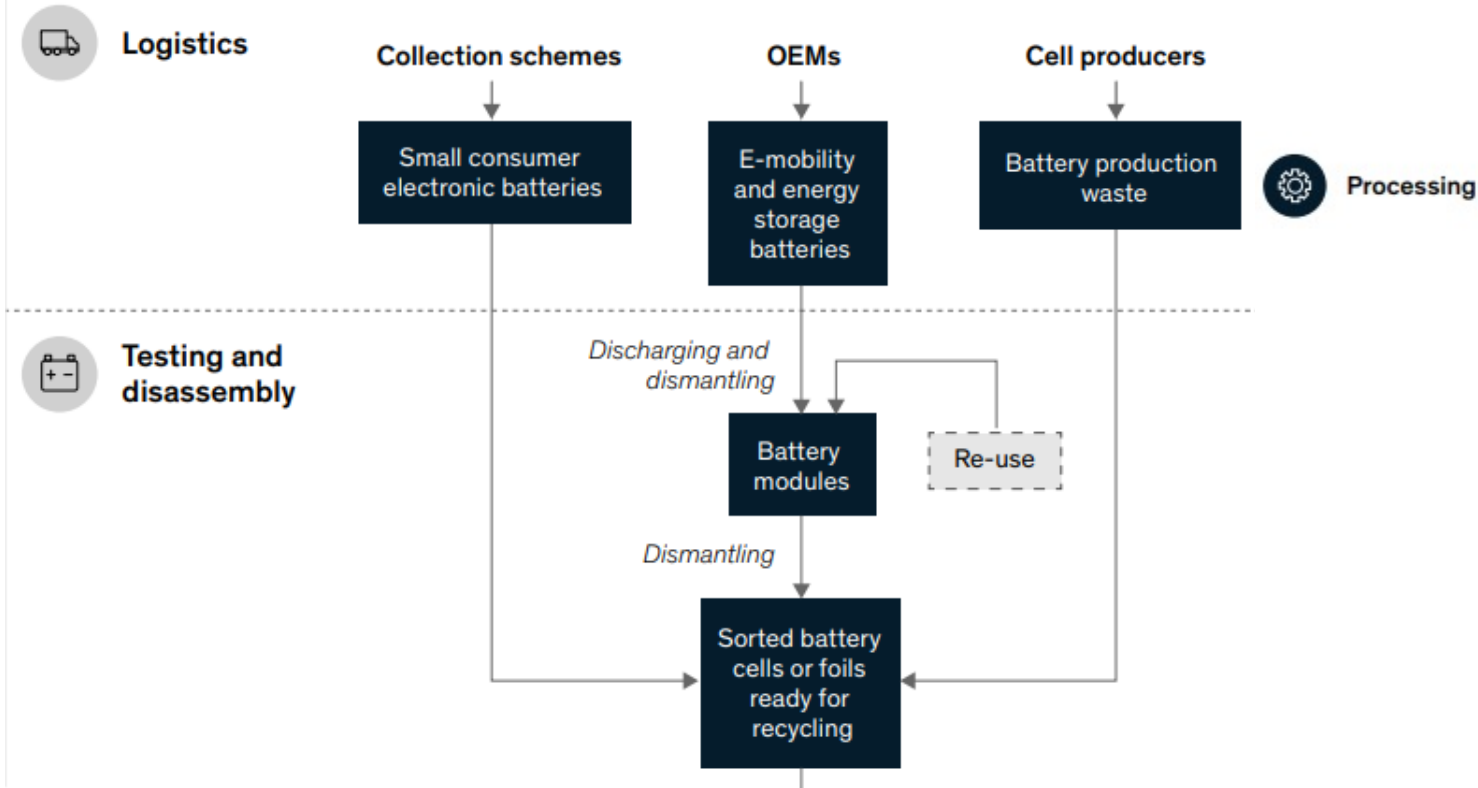 Logistics
Collection schemes
OEMs
Cell producers
Small consumer
electronic batteries
E-mobility
and energy
storage
batteries
Battery production
waste
Processing
Testing and
disassembly
Discharging and
dismantling
Battery
modules
Re-use
Dismantling
Sorted battery
cells or foils
ready for
recycling